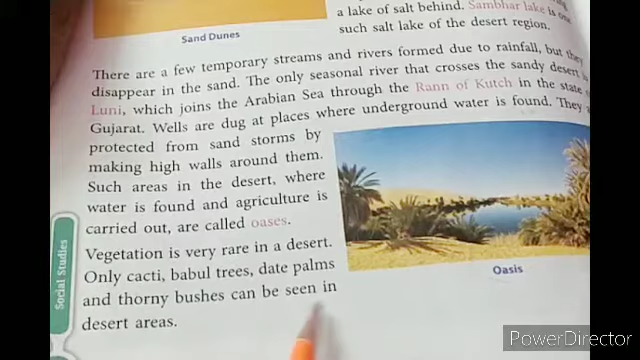 a lake of salt behind. Sambhar lake is one
such salt lake of the desert region.
Sand Dunes
There are a few temporary streams and rivers formed due to rainfall, but they
disappear in the sand. The only seasonal river that crosses the sandy desert is
Luni, which joins the Arabian Sea through the Rann of Kutch in the state
Gujarat. Wells are dug at places where underground water is found. They
protected from sand storms by
making high walls around them.
Such areas in the desert, where
water is found and agriculture is
carried out, are called oases.
Vegetation is very rare in a desert.
Only cacti, babul trees, date palms
and thorny bushes can be seen in
desert areas.
Oasis
Social Studies
PowerDirector